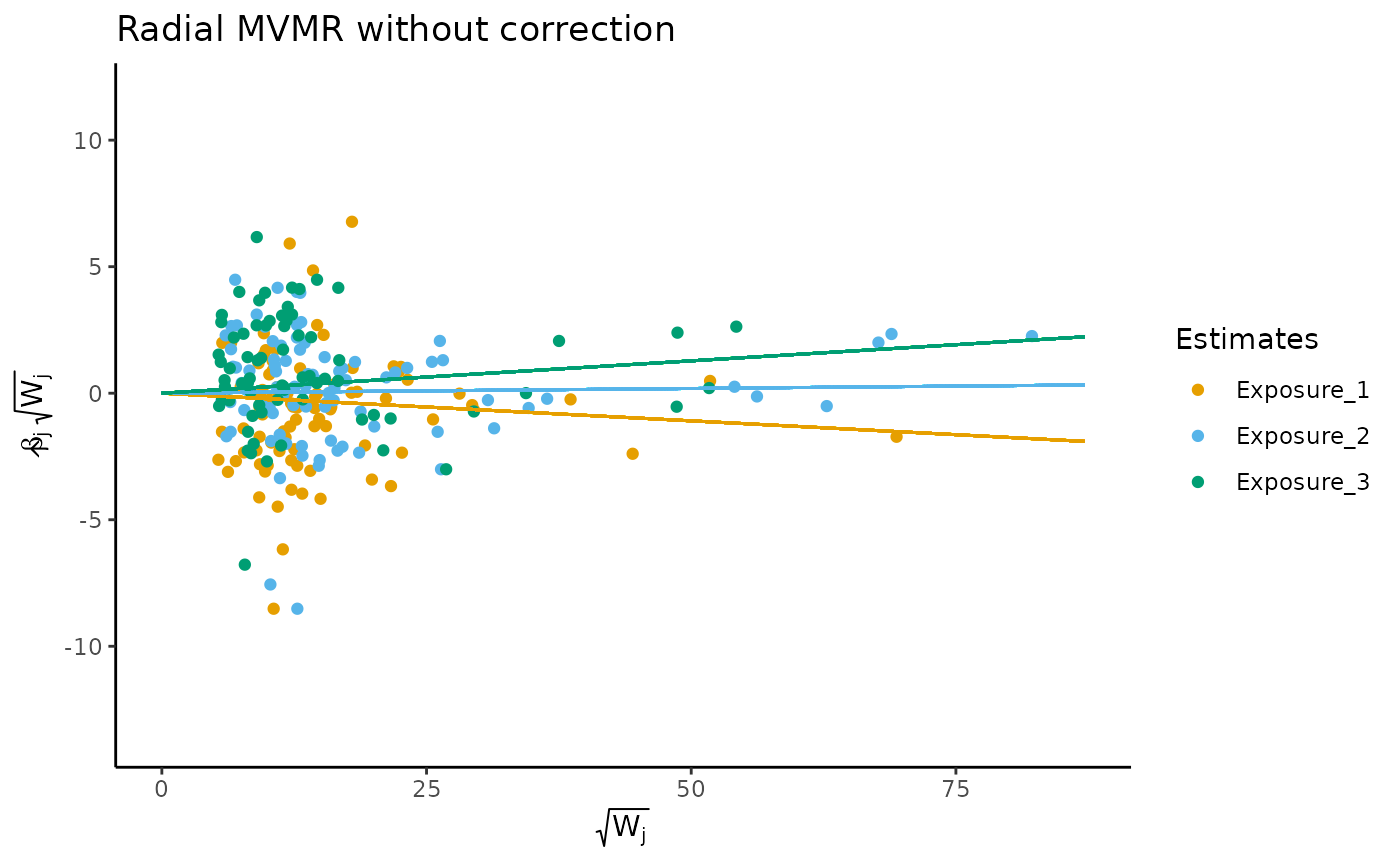 Radial MVMR without correction
10
5
0
-5
-10
β̂ⱼ √Wⱼ
0 25 50 75
√Wⱼ
Estimates
Exposure_1
Exposure_2
Exposure_3